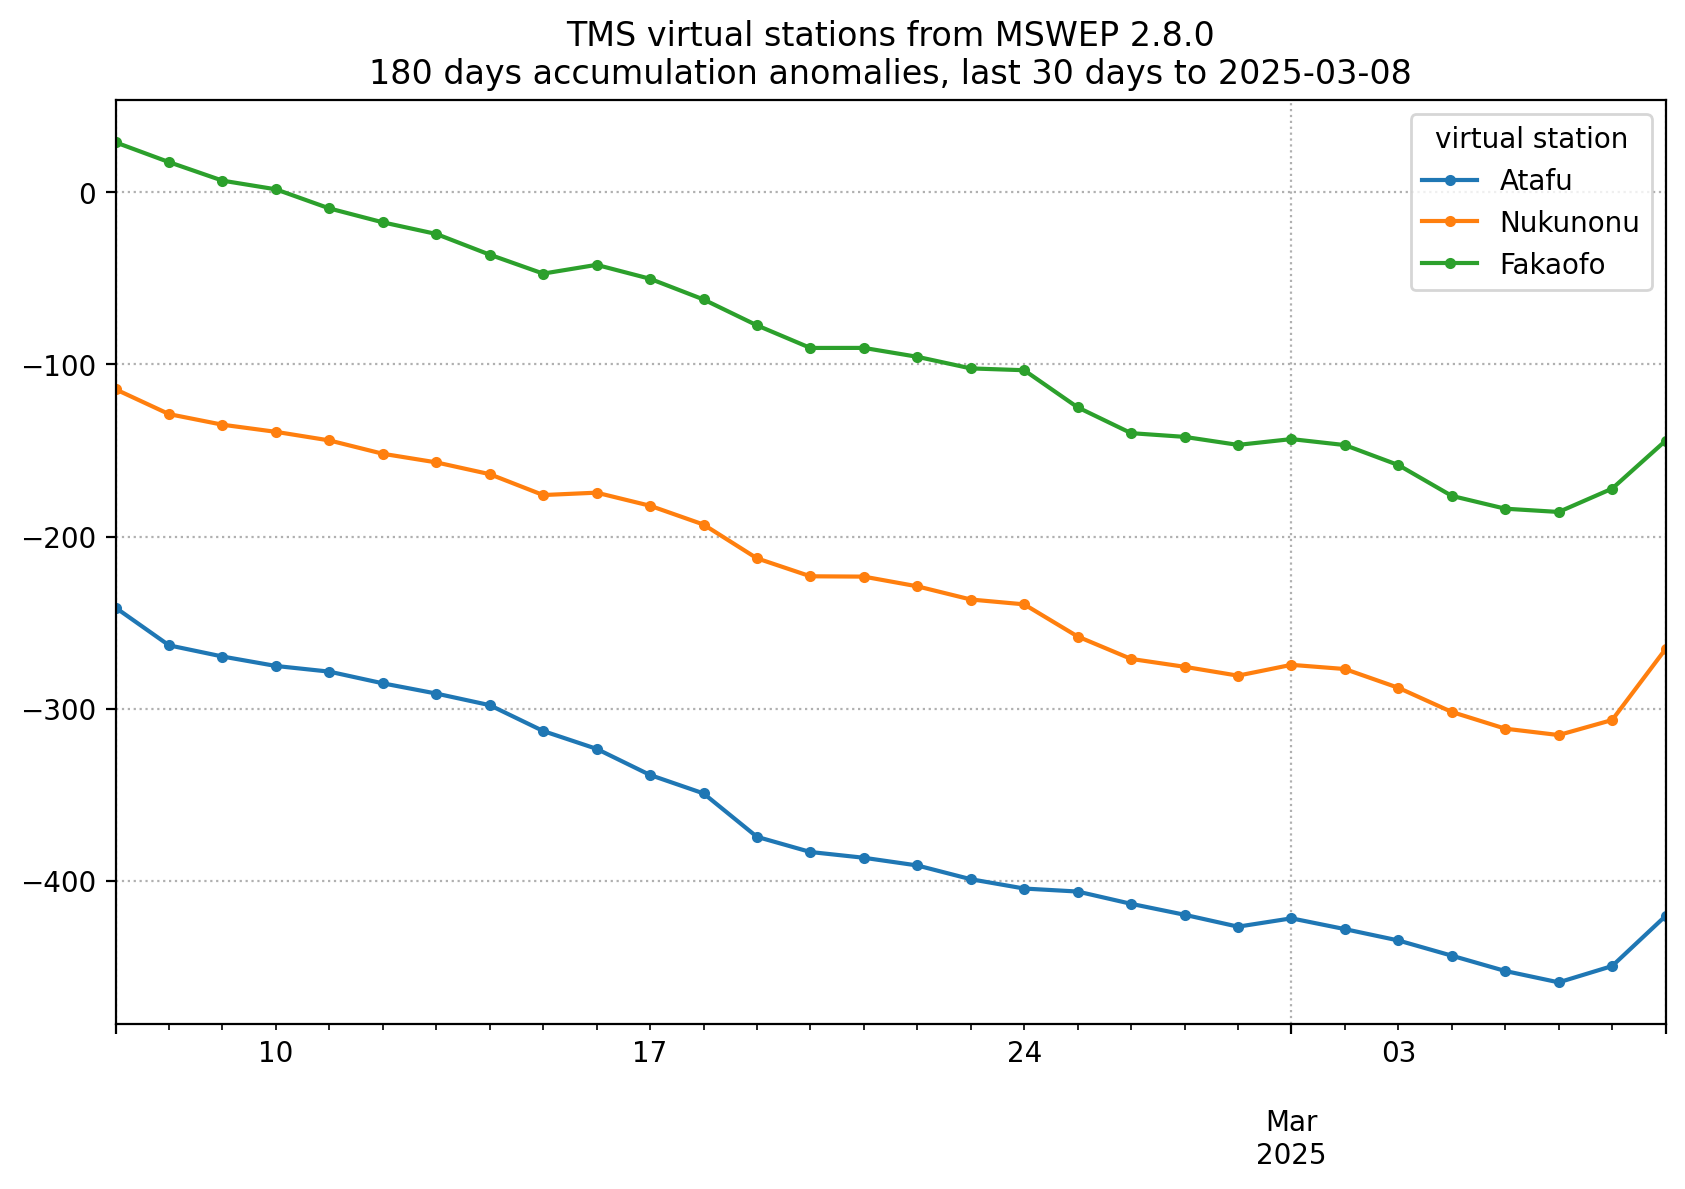 TMS virtual stations from MSWEP 2.8.0
180 days accumulation anomalies, last 30 days to 2025-03-08
virtual station
Atafu
Nukunonu
Fakaofo
0
−100
−200
−300
−400
10
17
24
03
Mar
2025